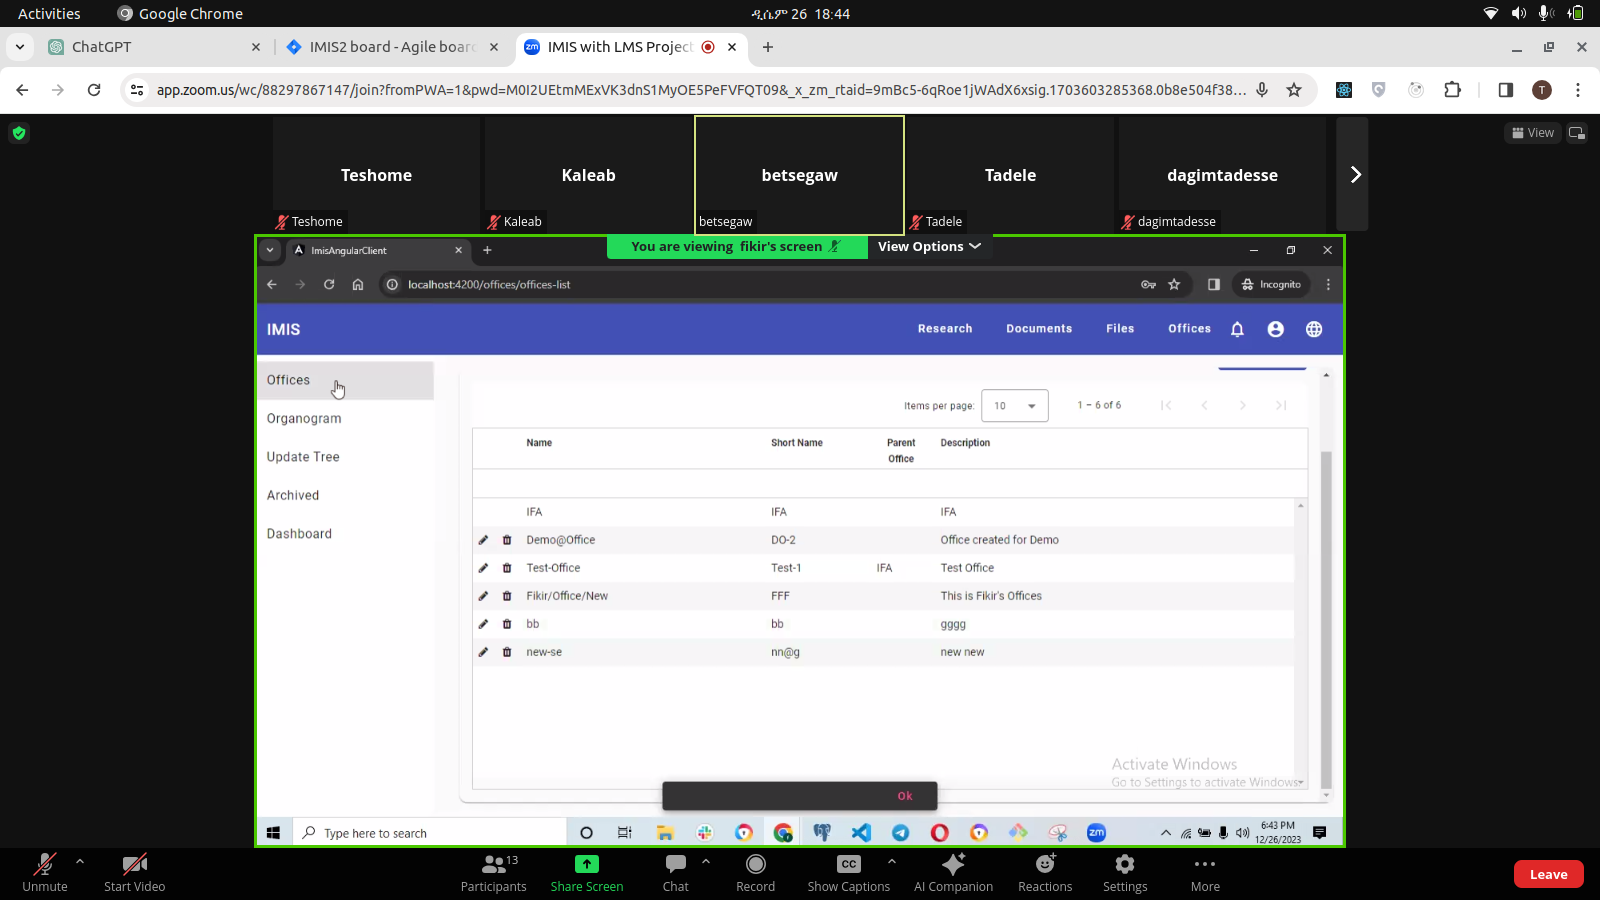 Activities
Google Chrome
ዲሴም 26 18:44
ChatGPT
IMIS2 board - Agile boar
IMIS with LMS Project
app.zoom.us/wc/88297867147/join?fromPWA=1&pwd=M0I2UEtmMExVK3dnS1MyOE5PeFVFQT09&_x_zm_rtaid=9mBc5-6qRoe1jWAdX6xsig.1703603285368.0b8e504f38...
T
View
Teshome
Kaleab
betsegaw
Tadele
dagimtadesse
Teshome
Kaleab
betsegaw
Tadele
dagimtadesse
ImisAngularClient
You are viewing fikir's screen
View Options
localhost:4200/offices/offices-list
Incognito
IMIS
Research
Documents
Files
Offices
Offices
Organogram
Update Tree
Archived
Dashboard
Items per page:
10
1 – 6 of 6
Name
Short Name
Parent
Office
Description
IFA IFA IFA
Demo@Office DO-2 Office created for Demo
Test-Office Test-1 IFA Test Office
Fikir/Office/New FFF This is Fikir's Offices
bb bb gggg
new-se nn@g new new
Activate Windows
Go to Settings to activate Windows.
Ok
Type here to search
zm
6:43 PM
12/26/2023
Unmute
Start Video
Participants
13
Share Screen
Chat
Record
CC
Show Captions
AI Companion
Reactions
Settings
More
Leave